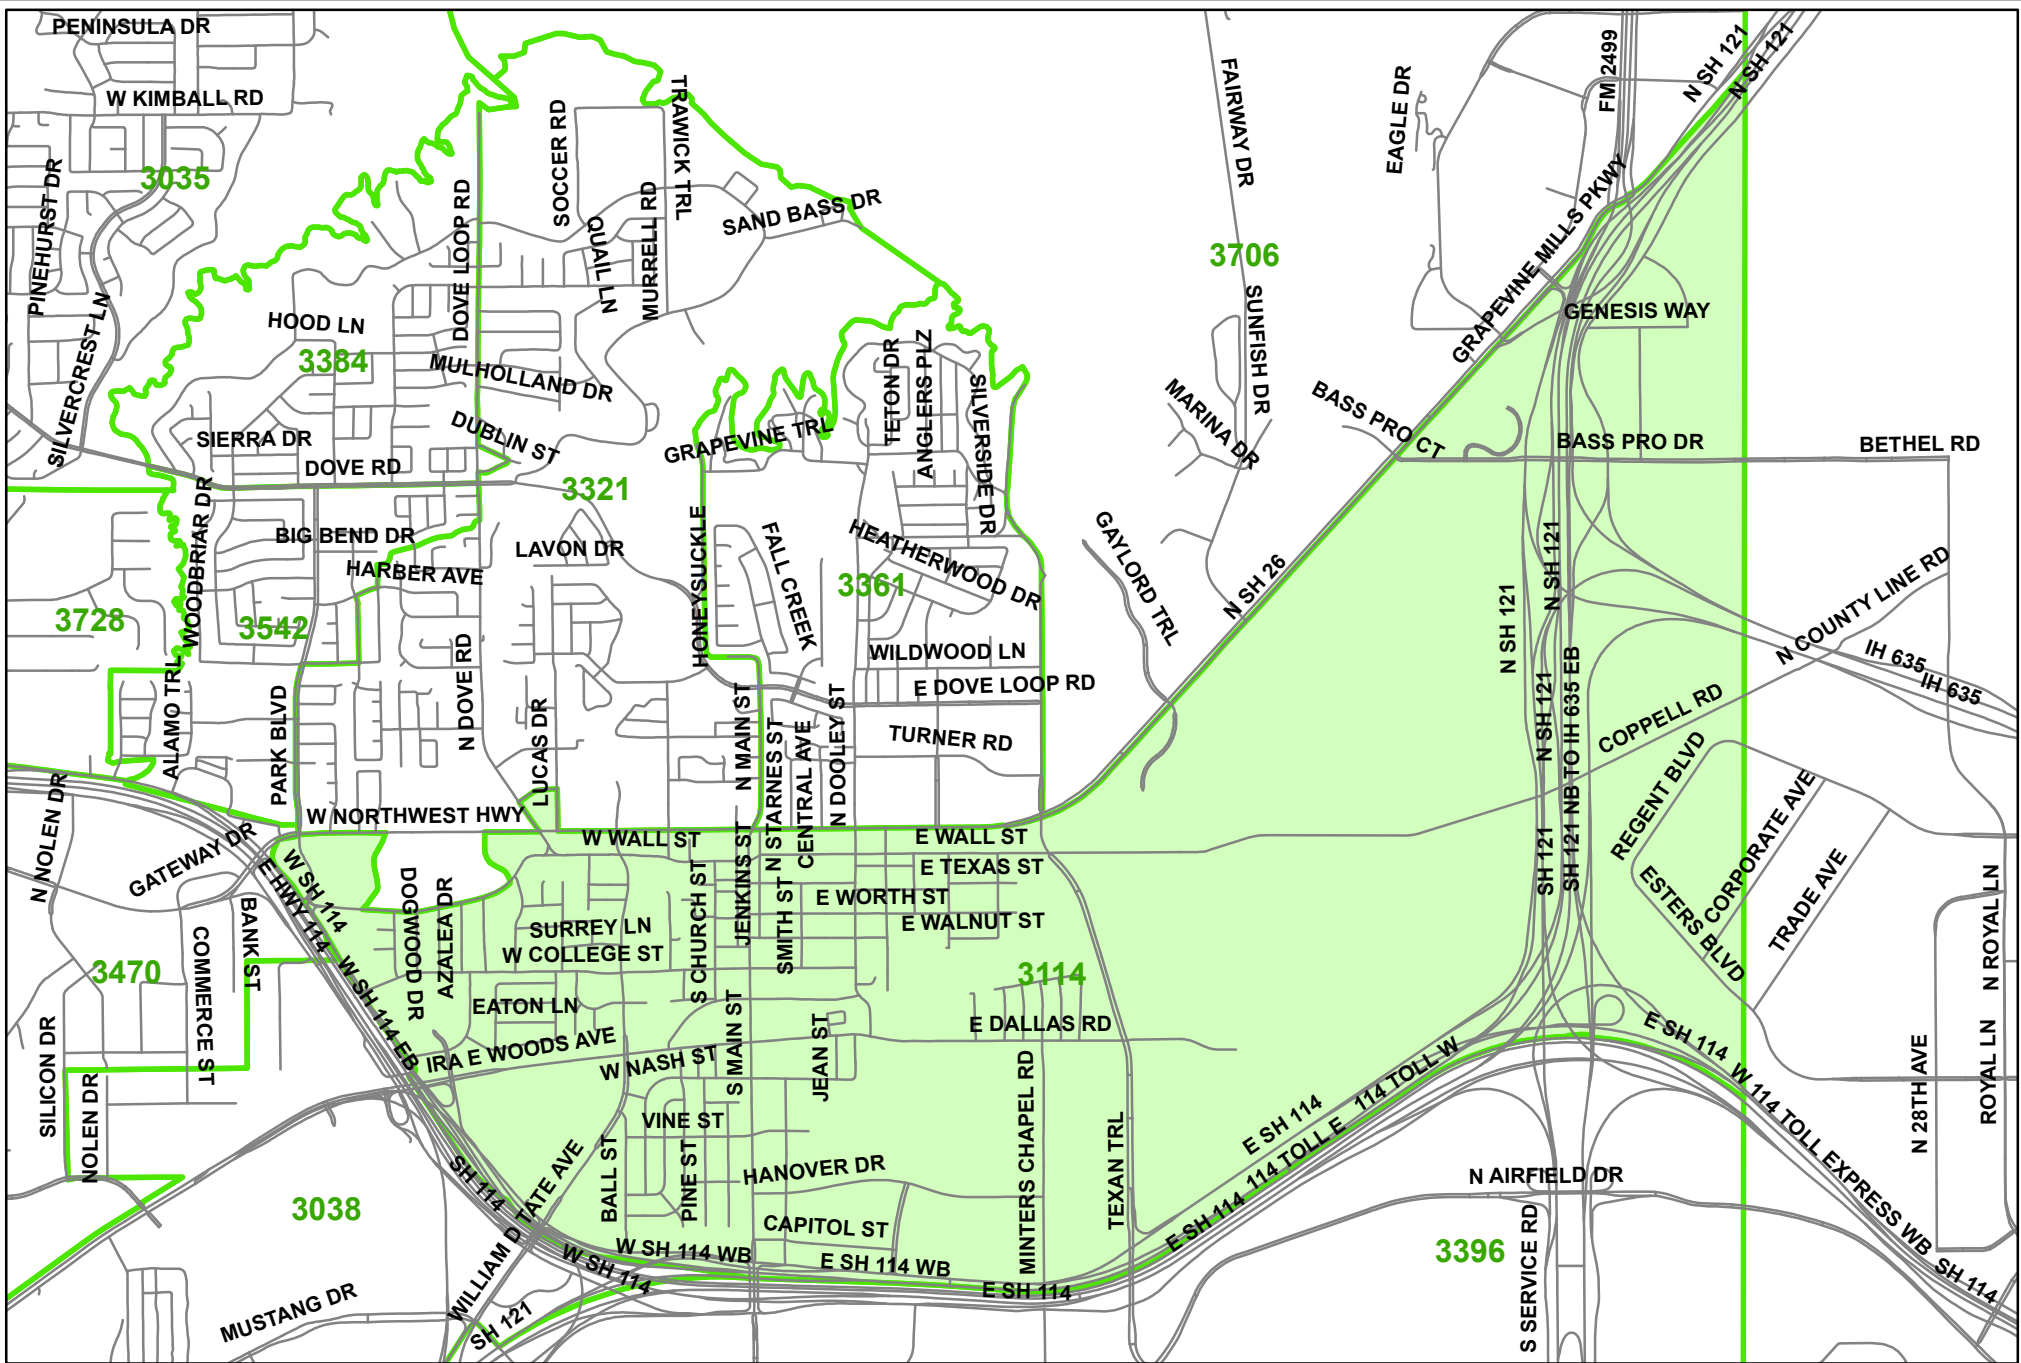 PENINSULA DR
W KIMBALL RD
3035
PINEHURST DR
SILVERCREST LN
HOOD LN
3384
SIERRA DR
DOVE RD
DOVE LOOP RD
SOCCER RD
QUAIL LN
MURRELL RD
TRAWICK TRL
SAND BASS DR
MULHOLLAND DR
DUBLIN ST
3321
GRAPEVINE TRL
TETON DR
ANGLERS PLZ
SILVERSIDE DR
FAIRWAY DR
3706
SUNFISH DR
MARINA DR
EAGLE DR
FM 2499
N SH 121
N SH 121
GRAPEVINE MILLS PKWY
GENESIS WAY
BASS PRO CT
BASS PRO DR
BETHEL RD
WOODBRIAR DR
BIG BEND DR
HARBER AVE
LAVON DR
HONEYSUCKLE
FALL CREEK
HEATHERWOOD DR
3361
GAYLORD TRL
N SH 26
N SH 121
N SH 121
N COUNTY LINE RD
IH 635
IH 635
3728
3542
ALAMO TRL
PARK BLVD
N DOVE RD
LUCAS DR
WILDWOOD LN
E DOVE LOOP RD
TURNER RD
N MAIN ST
N STARNES ST
CENTRAL AVE
N DOOLEY ST
N SH 121
SH 121 NB TO IH 635 EB
COPPELL RD
REGENT BLVD
CORPORATE AVE
TRADE AVE
ESTERS BLVD
N NOLEN DR
GATEWAY DR
W NORTHWEST HWY
W WALL ST
E WALL ST
E TEXAS ST
E WORTH ST
E WALNUT ST
W SH 114
E HWY 114
BANK ST
COMMERCE ST
3470
DOGWOOD DR
AZALEA DR
SURREY LN
W COLLEGE ST
S CHURCH ST
JENKINS ST
SMITH ST
3114
SH 121
N ROYAL LN
EATON LN
IRA E WOODS AVE
W NASH ST
S MAIN ST
JEAN ST
E DALLAS RD
W SH 114 EB
SILICON DR
NOLEN DR
VINE ST
BALL ST
PINE ST
HANOVER DR
CAPITOL ST
MINTERS CHAPEL RD
TEXAN TRL
E SH 114
114 TOLL E
114 TOLL W
E SH 114
E SH 114
W 114 TOLL EXPRESS WB
SH 114
N 28TH AVE
ROYAL LN
N AIRFIELD DR
S SERVICE RD
3396
3038
SH 114
WILLIAM D TATE AVE
W SH 114
W SH 114 WB
E SH 114 WB
E SH 114
MUSTANG DR
SH 121